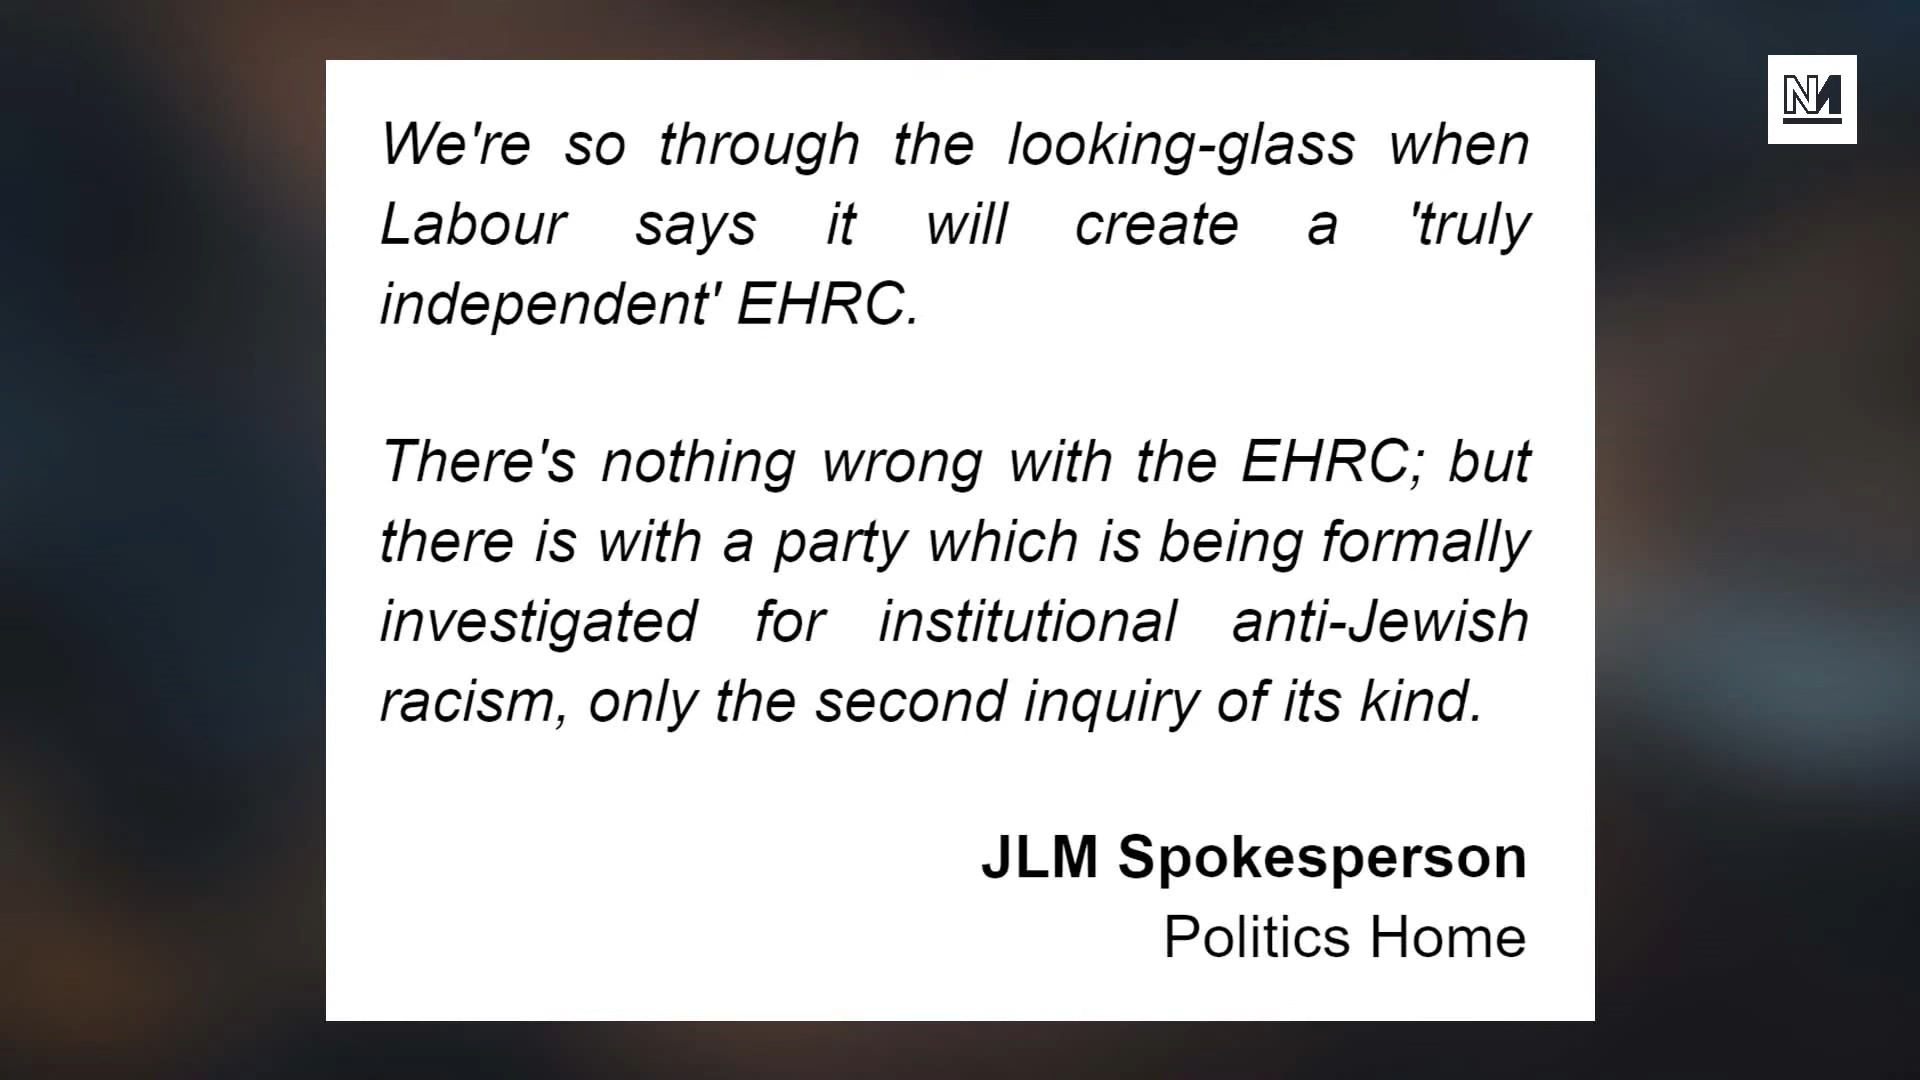 We're so through the looking-glass when
Labour says it will create a 'truly
independent' EHRC.
There's nothing wrong with the EHRC; but
there is with a party which is being formally
investigated for institutional anti-Jewish
racism, only the second inquiry of its kind.
JLM Spokesperson
Politics Home
NM